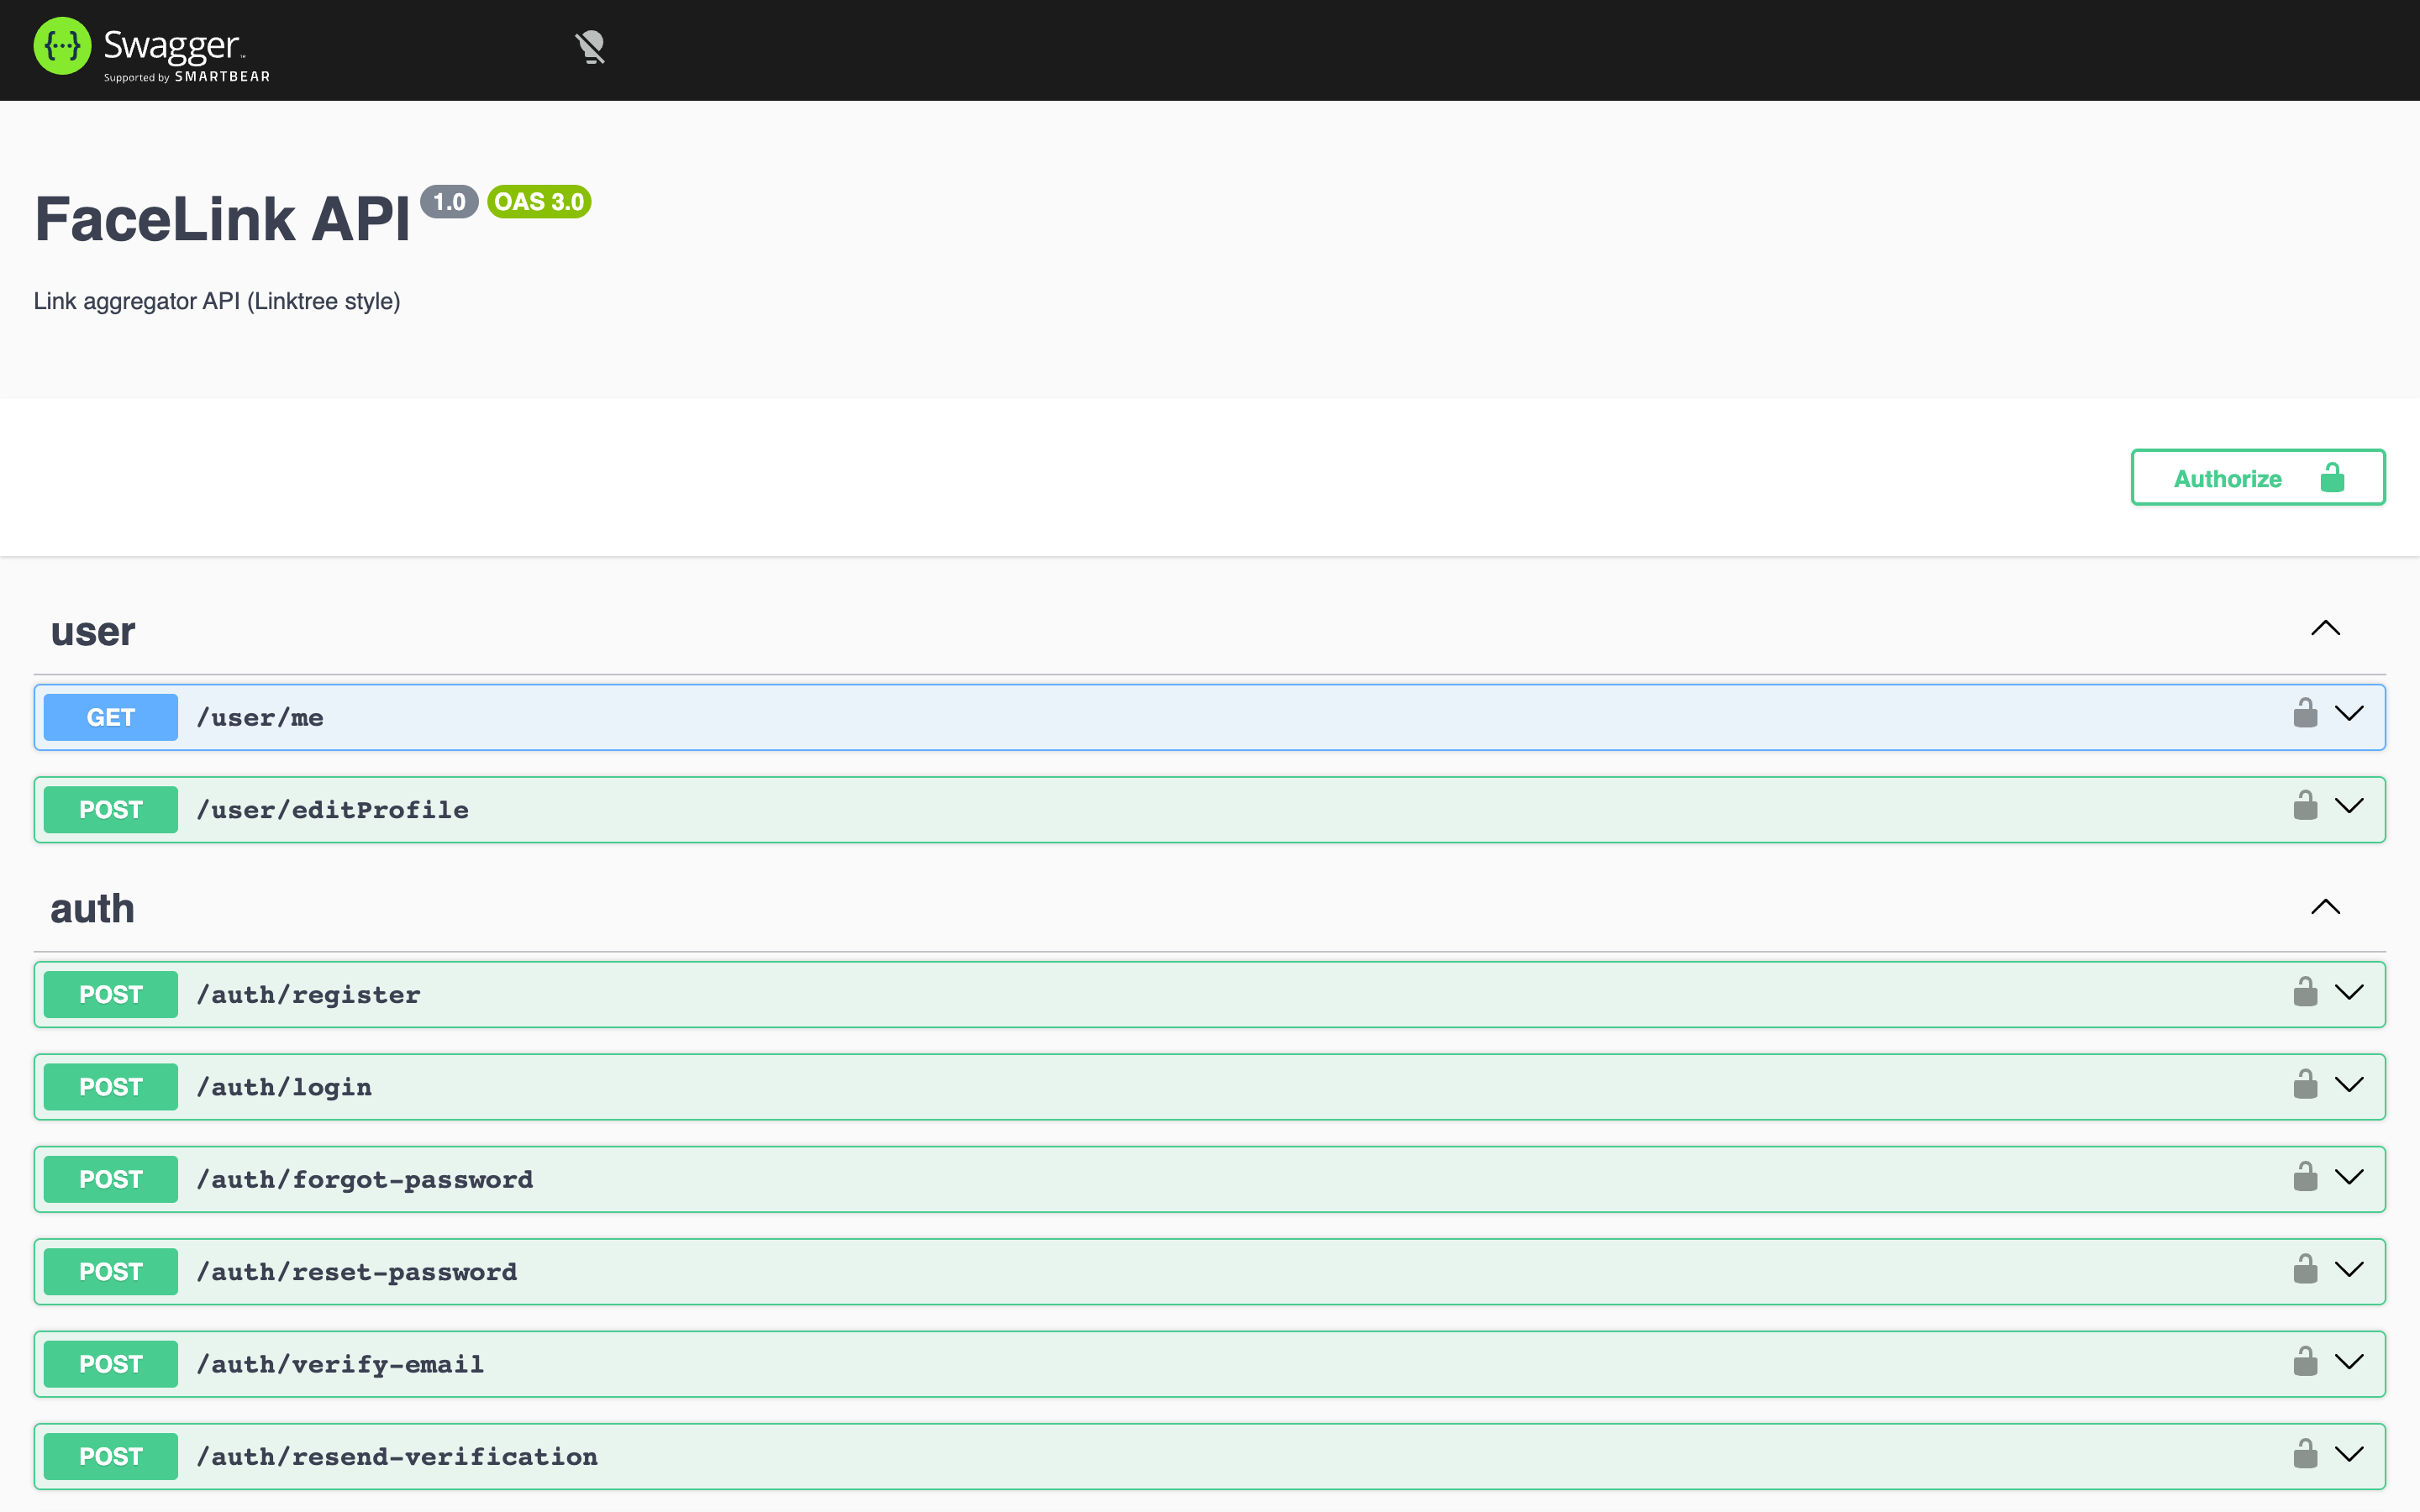 {···} Swagger™
Supported by SMARTBEAR
FaceLink API 1.0 OAS 3.0
Link aggregator API (Linktree style)
Authorize
user
GET /user/me
POST /user/editProfile
auth
POST /auth/register
POST /auth/login
POST /auth/forgot-password
POST /auth/reset-password
POST /auth/verify-email
POST /auth/resend-verification